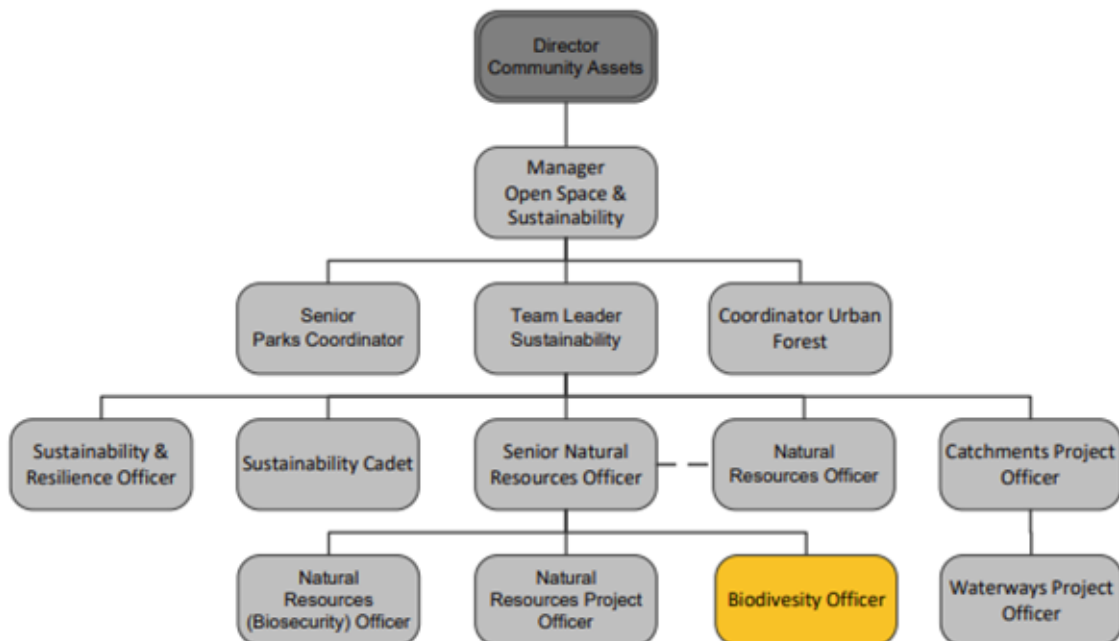 Director
Community Assets
Manager
Open Space &
Sustainability
Senior
Parks Coordinator
Team Leader
Sustainability
Coordinator Urban
Forest
Sustainability &
Resilience Officer
Sustainability Cadet
Senior Natural
Resources Officer
Natural
Resources Officer
Catchments Project
Officer
Natural
Resources
(Biosecurity) Officer
Natural
Resources Project
Officer
Biodivesity Officer
Waterways Project
Officer